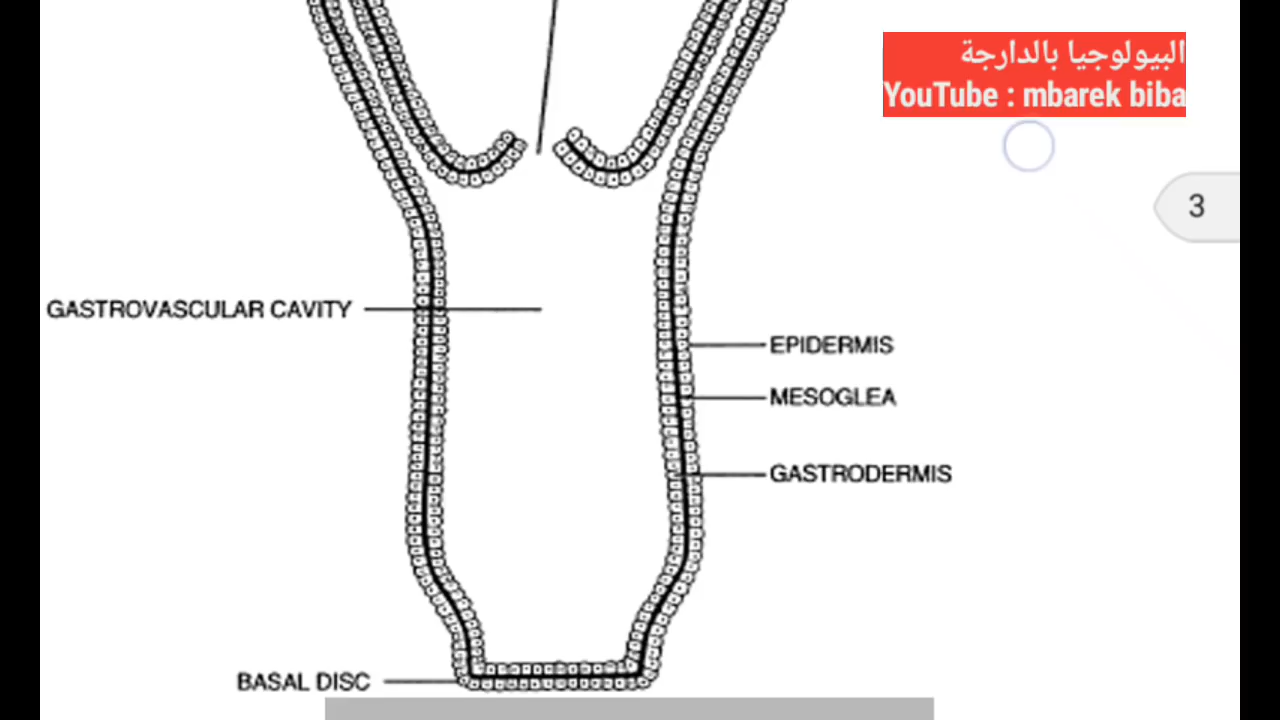 البيولوجيا بالدارجة
YouTube : mbarek biba
3
GASTROVASCULAR CAVITY
EPIDERMIS
MESOGLEA
GASTRODERMIS
BASAL DISC